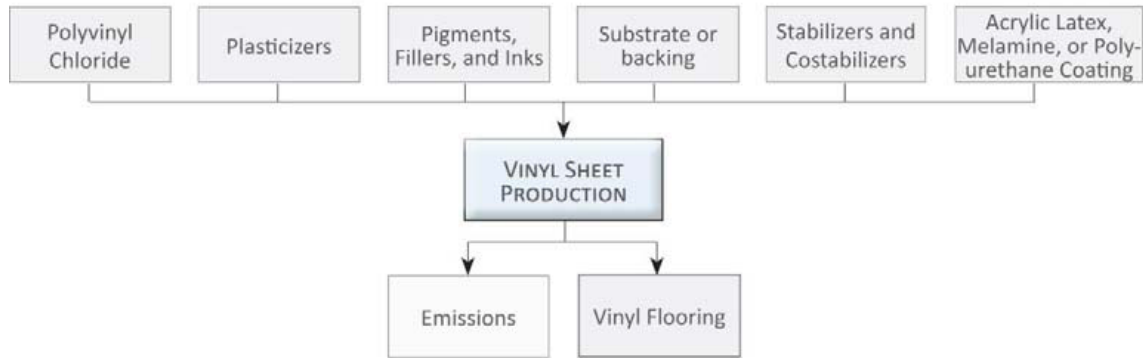 Polyvinyl
Chloride
Plasticizers
Pigments,
Fillers, and Inks
Substrate or
backing
Stabilizers and
Costabilizers
Acrylic Latex,
Melamine, or Poly-
urethane Coating
VINYL SHEET
PRODUCTION
Emissions
Vinyl Flooring